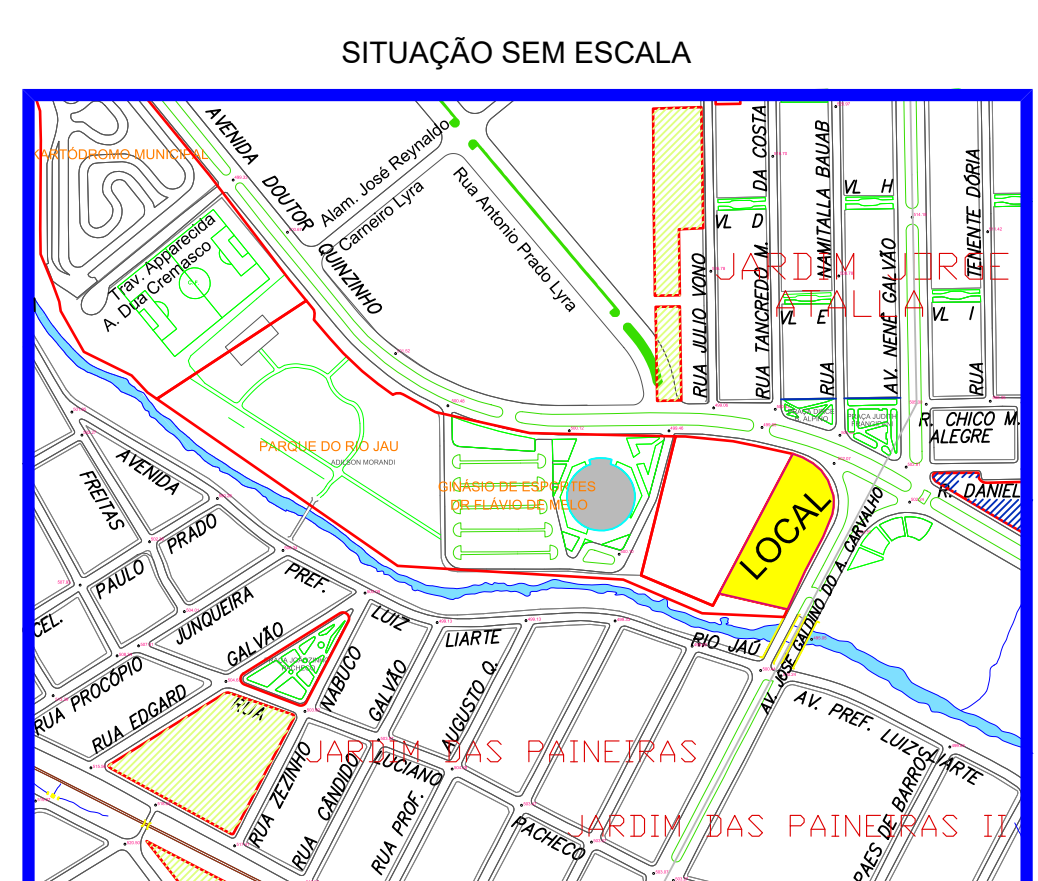 SITUAÇÃO SEM ESCALA
KARTÓDROMO MUNICIPAL
AVENIDA DOUTOR QUINZINHO
Alam. José Reynaldo
Carneiro Lyra
Rua Antonio Prado Lyra
Trav. Apparecida
A. Dua Cremasco
RUA JULIO VONO
RUA TANCREDO M. DA COSTA
RUA NAMITALLA BAUAB
AV. NENÊ GALVÃO
RUA TENENTE DÓRIA
VL D
VL H
VL E
VL I
JARDIM JORGE
ATALLA
R. CHICO M.
ALEGRE
R. DANIEL
PARQUE DO RIO JAU
ADILSON MORANDI
GINÁSIO DE ESPORTES
DR.FLÁVIO DE MELO
LOCAL
AV. JOSÉ GALDINO DO A. CARVALHO
AVENIDA
FREITAS
PRADO
PAULO
CEL.
JUNQUEIRA
GALVÃO
PREF.
LUIZ
LIARTE
RIO JAÚ
RUA PROCÓPIO
RUA EDGARD
RUA
NABUCO
GALVÃO
AUGUSTO Q.
RUA ZEZINHO
RUA CÂNDIDO
LUCIANO
RUA PROF.
PACHECO
JARDIM DAS PAINEIRAS
AV. PREF. LUIZ LIARTE
PAES DE BARROS
JARDIM DAS PAINEIRAS II